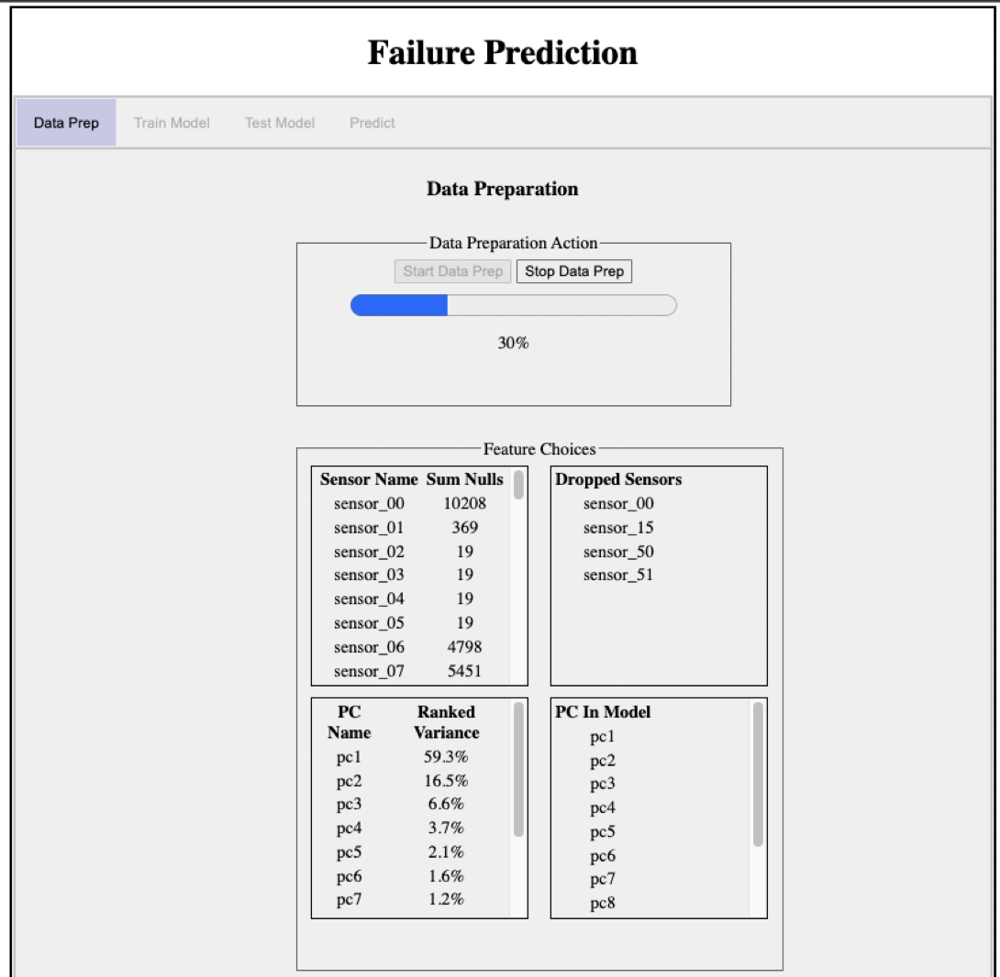 Failure Prediction
Data Prep Train Model Test Model Predict
Data Preparation
Data Preparation Action
Start Data Prep Stop Data Prep
30%
Feature Choices
Sensor Name Sum Nulls
sensor_00 10208
sensor_01 369
sensor_02 19
sensor_03 19
sensor_04 19
sensor_05 19
sensor_06 4798
sensor_07 5451
Dropped Sensors
sensor_00
sensor_15
sensor_50
sensor_51
PC Ranked
Name Variance
pc1 59.3%
pc2 16.5%
pc3 6.6%
pc4 3.7%
pc5 2.1%
pc6 1.6%
pc7 1.2%
PC In Model
pc1
pc2
pc3
pc4
pc5
pc6
pc7
pc8